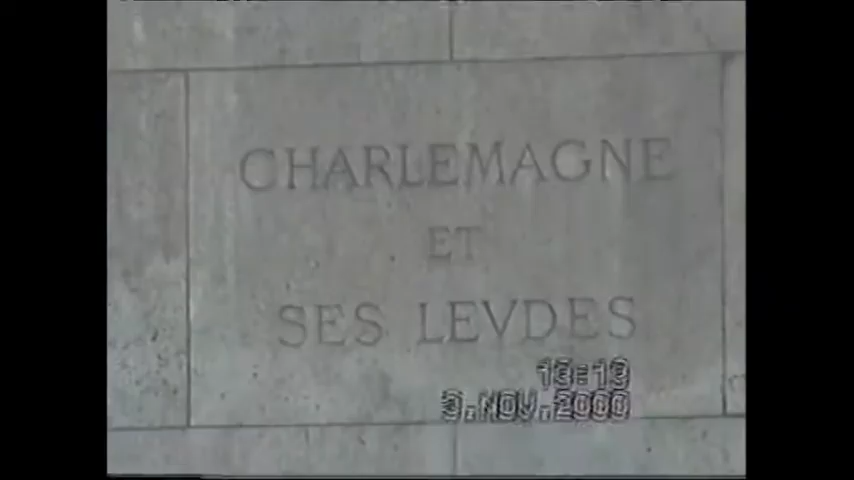 CHARLEMAGNE
ET
SES LEVDES
13:13
3.NOV.2000